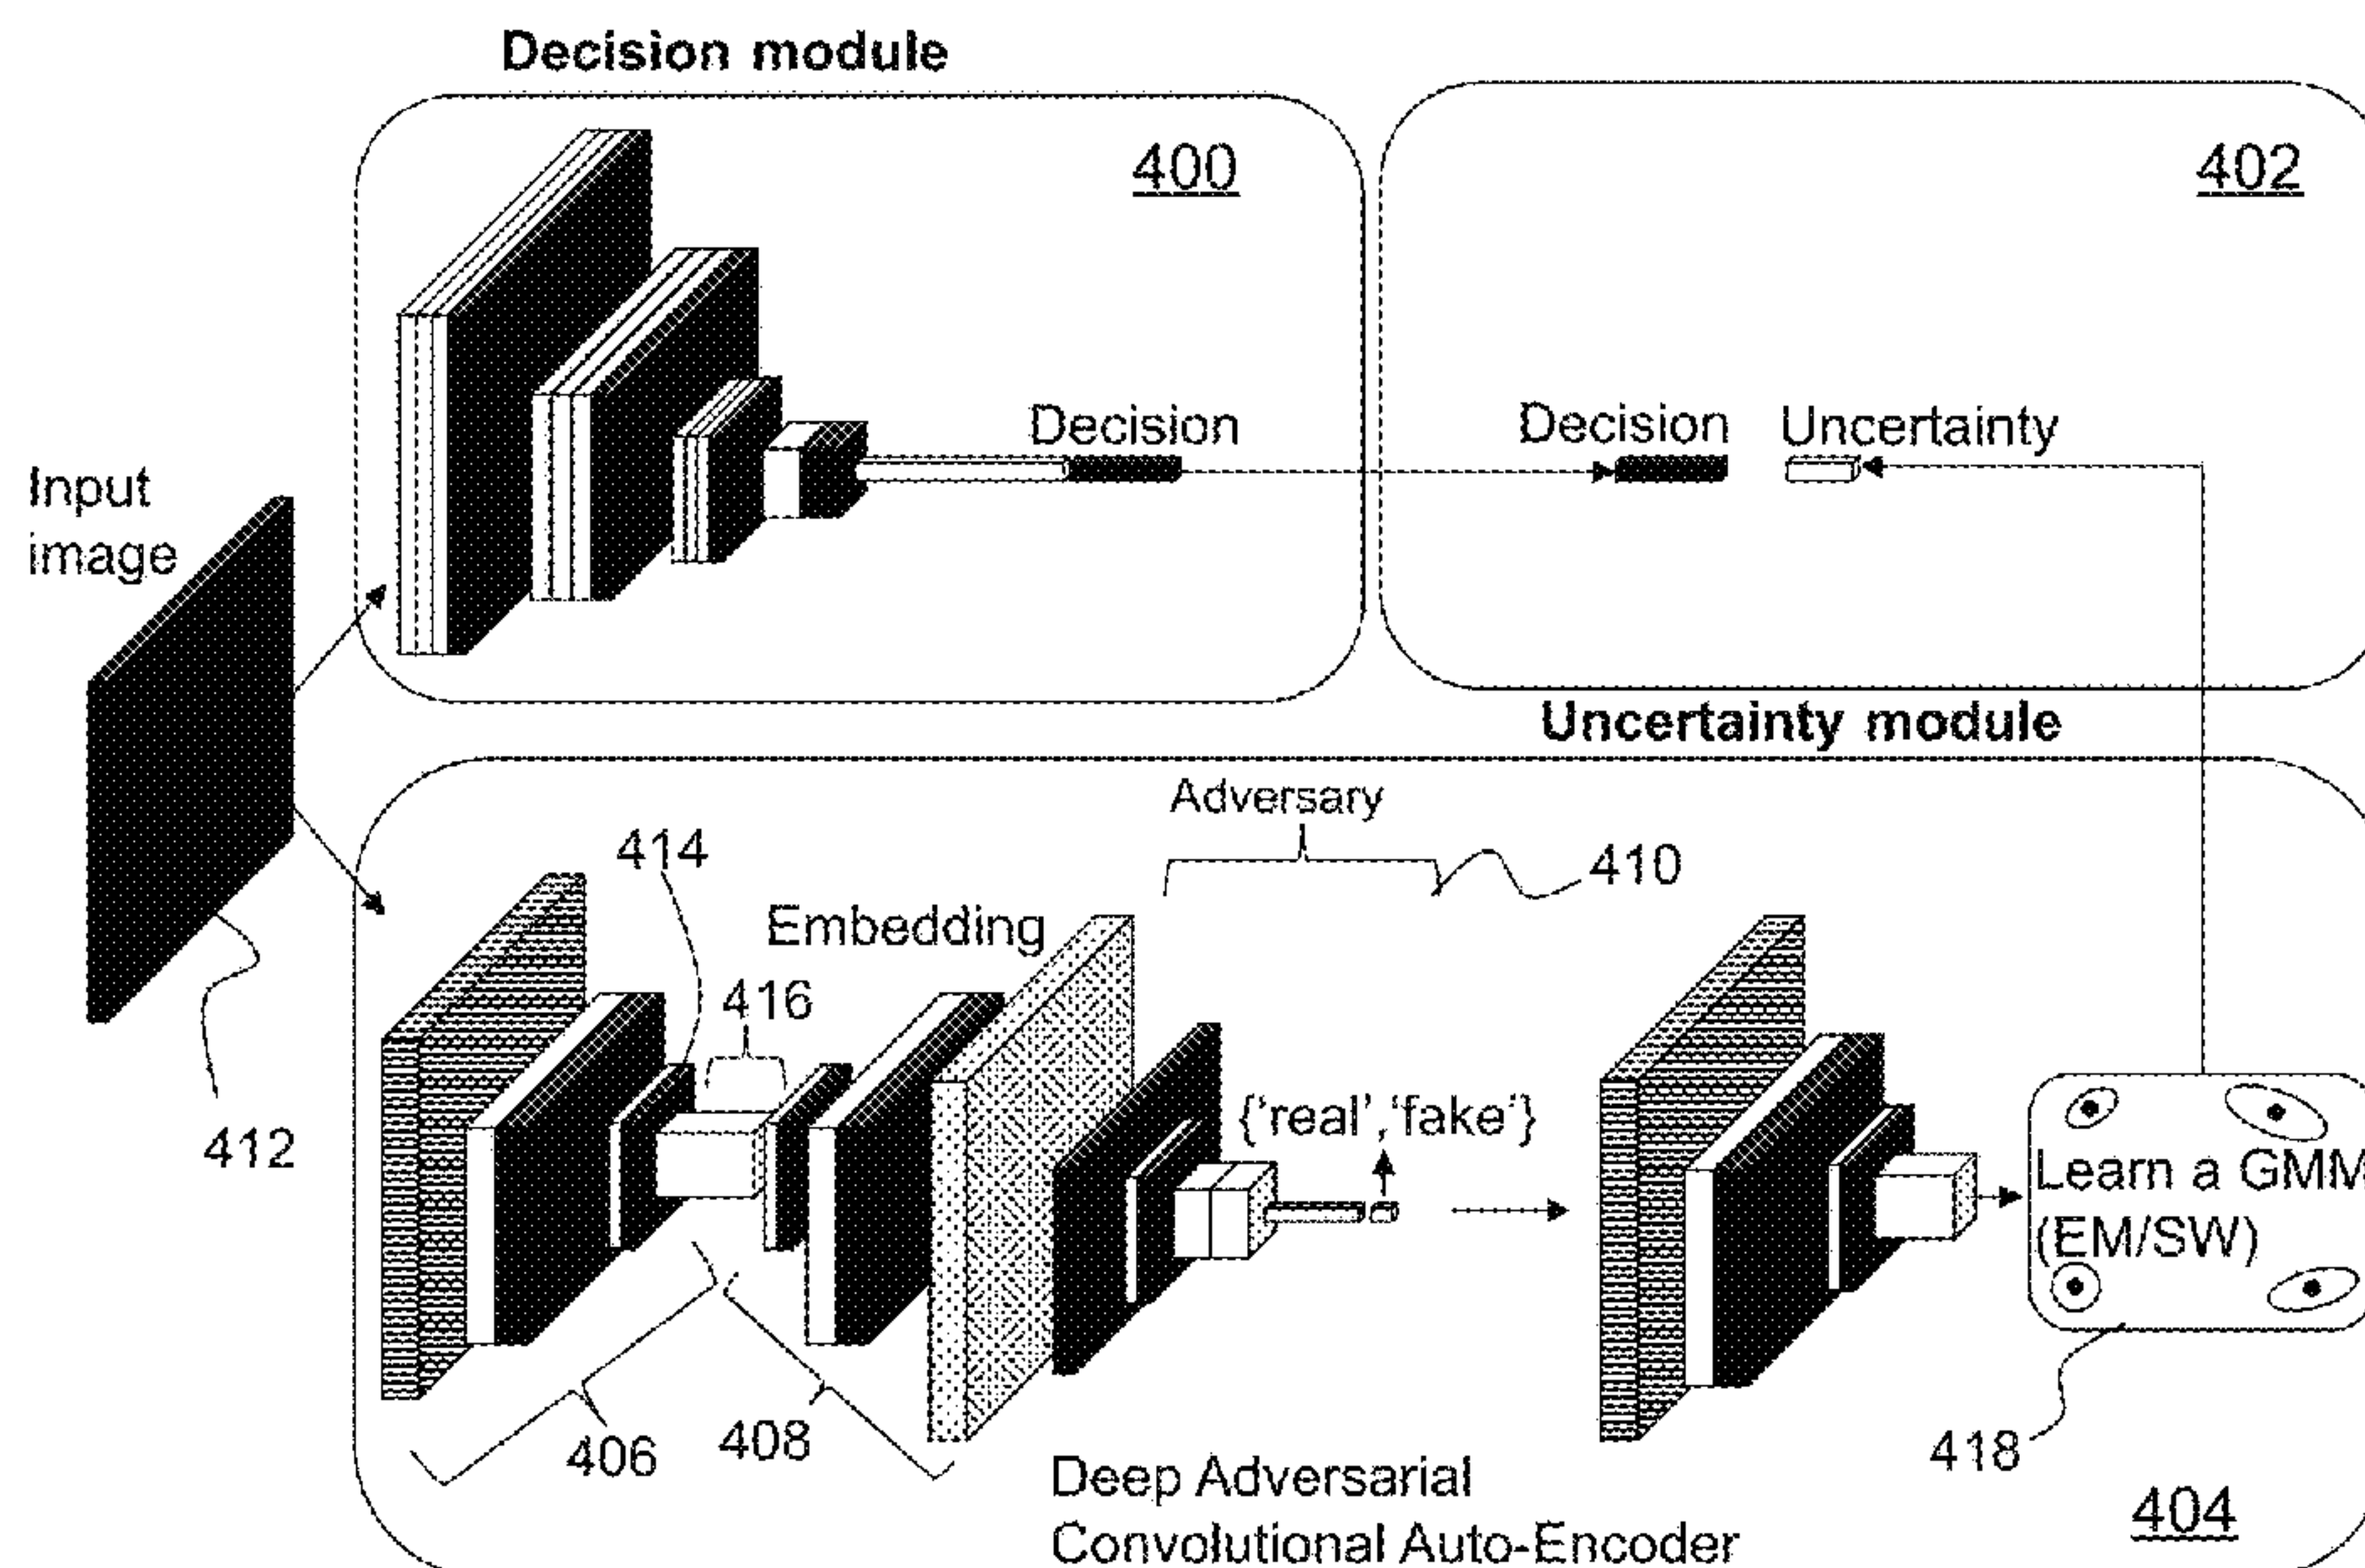 Decision module
400
402
Input
image
Decision
Decision
Uncertainty
Uncertainty module
Adversary
414
410
Embedding
416
{‘real’,‘fake‘}
412
Learn a GMM
(EM/SW)
406
408
418
Deep Adversarial
Convolutional Auto-Encoder
404